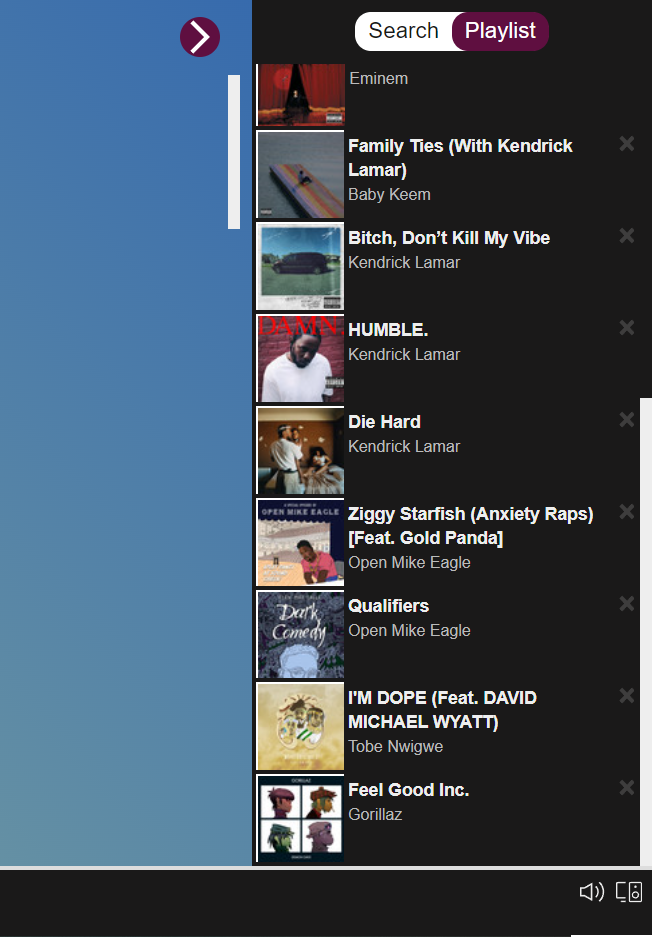 Search Playlist
Eminem
Family Ties (With Kendrick
Lamar)
Baby Keem
Bitch, Don’t Kill My Vibe
Kendrick Lamar
DAMN.
HUMBLE.
Kendrick Lamar
Die Hard
Kendrick Lamar
OPEN MIKE EAGLE
Ziggy Starfish (Anxiety Raps)
[Feat. Gold Panda]
Open Mike Eagle
Dark
Comedy
Qualifiers
Open Mike Eagle
I'M DOPE (Feat. DAVID
MICHAEL WYATT)
Tobe Nwigwe
GORILLAZ
Feel Good Inc.
Gorillaz